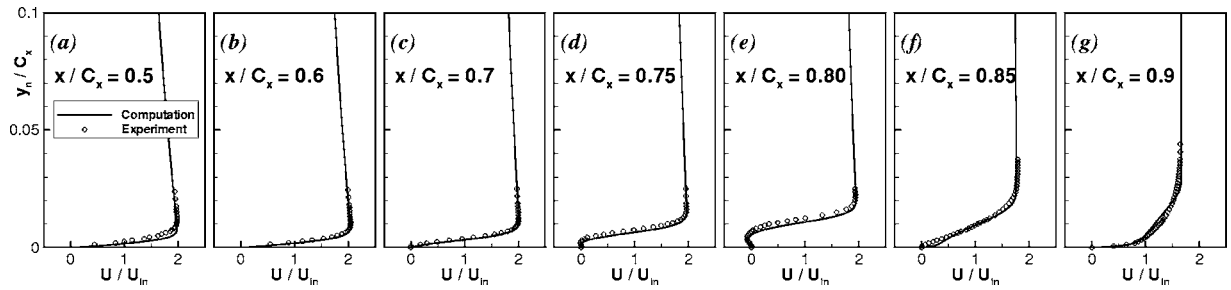 0.1
0.05
0
y_n / C_x
(a)
x / C_x = 0.5
Computation
Experiment
0 1 2
U / U_in
(b)
x / C_x = 0.6
0 1 2
U / U_in
(c)
x / C_x = 0.7
0 1 2
U / U_in
(d)
x / C_x = 0.75
0 1 2
U / U_in
(e)
x / C_x = 0.80
0 1 2
U / U_in
(f)
x / C_x = 0.85
0 1 2
U / U_in
(g)
x / C_x = 0.9
0 1 2
U / U_in